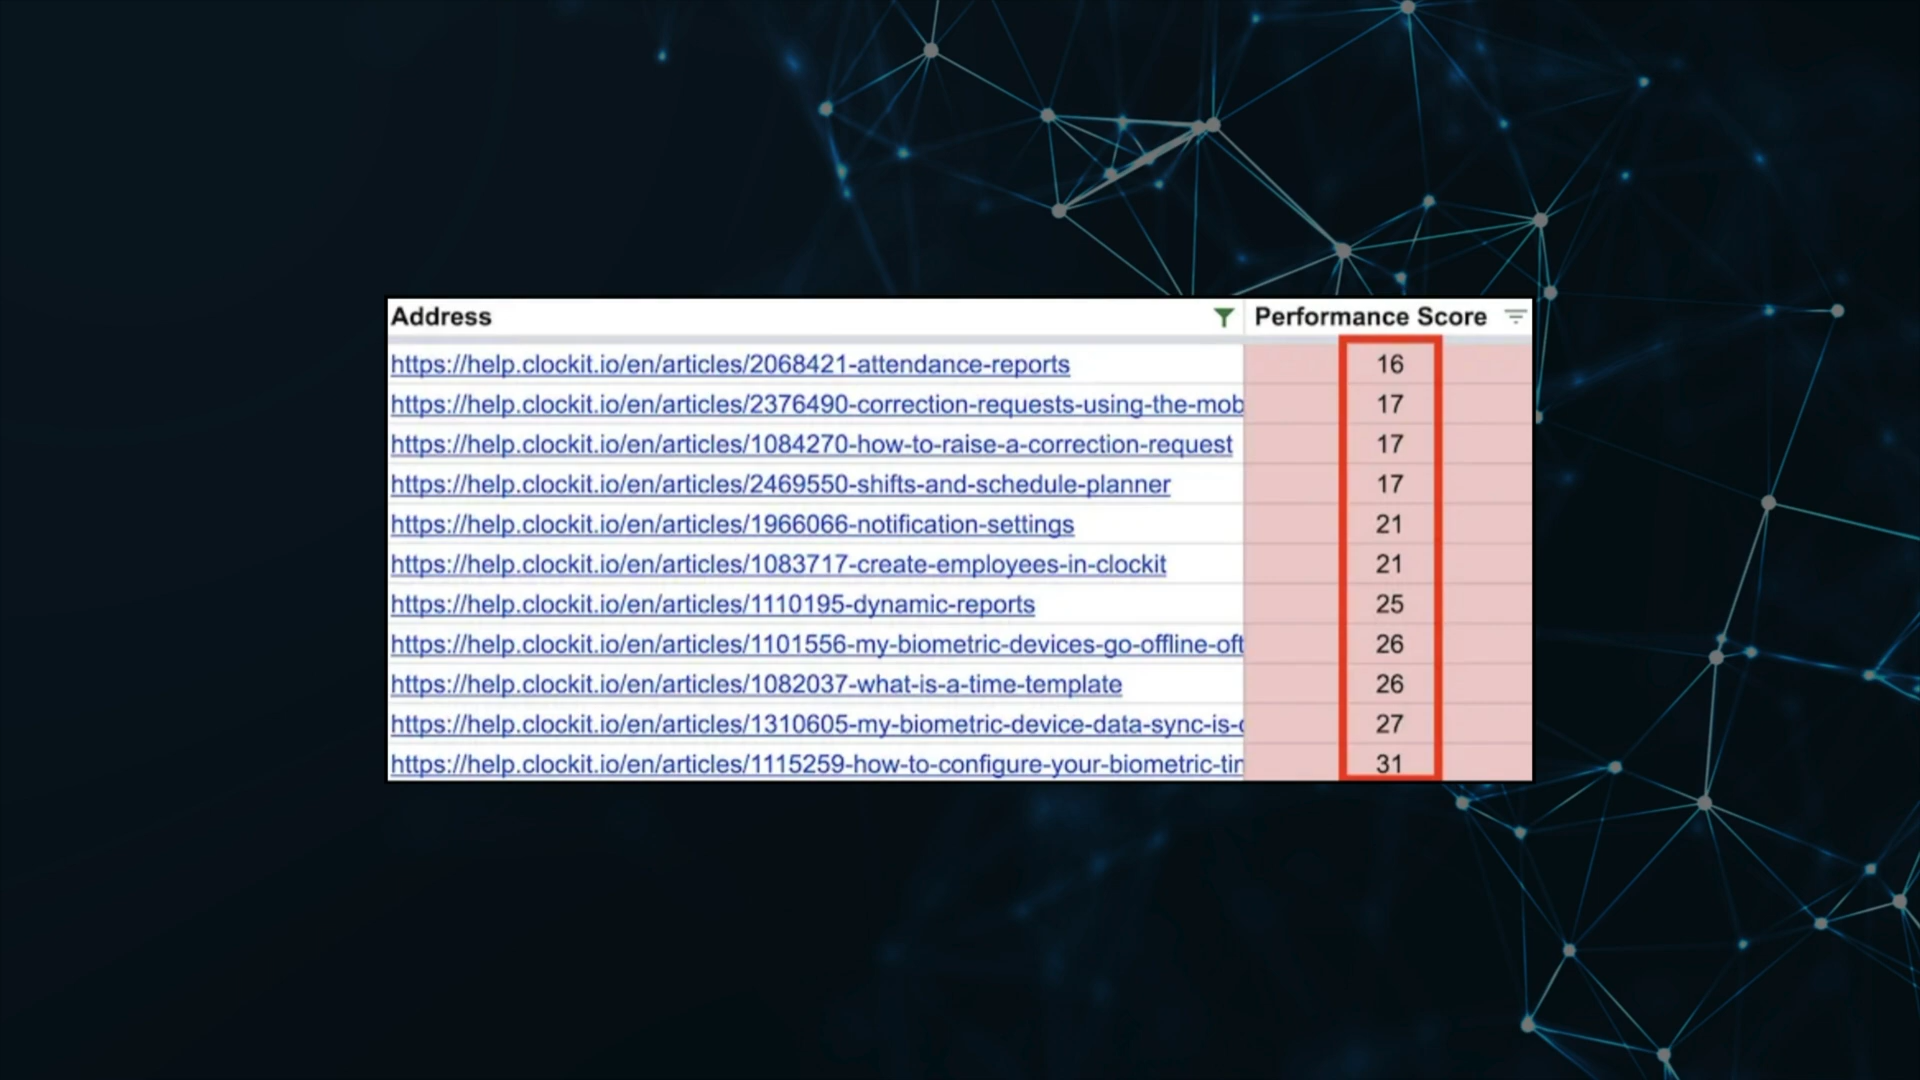 Address Performance Score
https://help.clockit.io/en/articles/2068421-attendance-reports 16
https://help.clockit.io/en/articles/2376490-correction-requests-using-the-mob 17
https://help.clockit.io/en/articles/1084270-how-to-raise-a-correction-request 17
https://help.clockit.io/en/articles/2469550-shifts-and-schedule-planner 17
https://help.clockit.io/en/articles/1966066-notification-settings 21
https://help.clockit.io/en/articles/1083717-create-employees-in-clockit 21
https://help.clockit.io/en/articles/1110195-dynamic-reports 25
https://help.clockit.io/en/articles/1101556-my-biometric-devices-go-offline-oft 26
https://help.clockit.io/en/articles/1082037-what-is-a-time-template 26
https://help.clockit.io/en/articles/1310605-my-biometric-device-data-sync-is- 27
https://help.clockit.io/en/articles/1115259-how-to-configure-your-biometric-tir 31